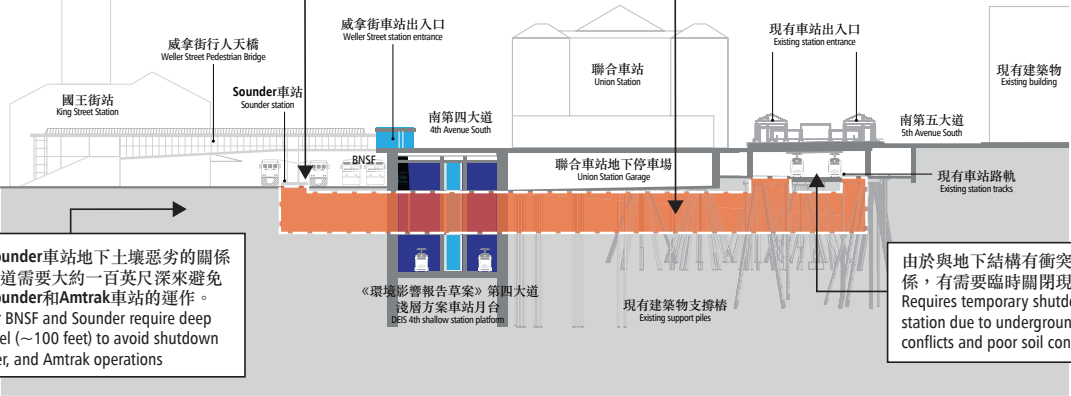 威拿街車站出入口
Weller Street station entrance
現有車站出入口
Existing station entrance
威拿街行人天橋
Weller Street Pedestrian Bridge
聯合車站
Union Station
現有建築物
Existing building
Sounder車站
Sounder station
國王街站
King Street Station
南第四大道
4th Avenue South
南第五大道
5th Avenue South
BNSF
聯合車站地下停車場
Union Station Garage
現有車站路軌
Existing station tracks
ounder車站地下土壤惡劣的關係
道需要大約一百英尺深來避免
ounder和Amtrak車站的運作。
r BNSF and Sounder require deep
el (~100 feet) to avoid shutdown
er, and Amtrak operations
《環境影響報告草案》第四大道
淺層方案車站月台
DEIS 4th shallow station platform
現有建築物支撐樁
Existing support piles
由於與地下結構有衝突
係，有需要臨時關閉現
Requires temporary shutd
station due to undergroun
conflicts and poor soil con